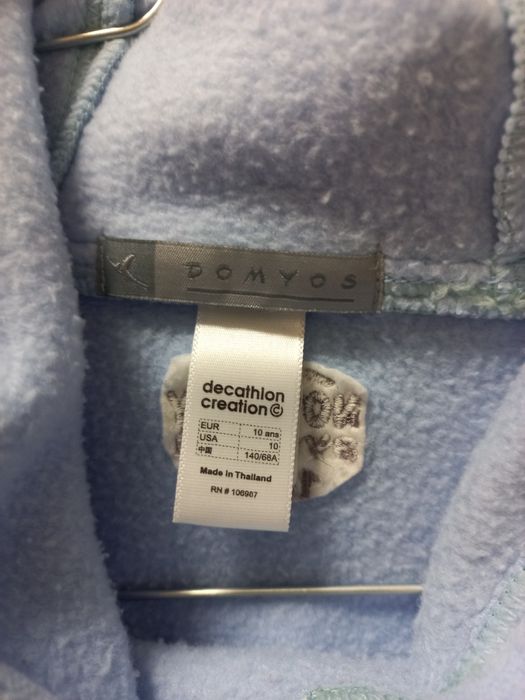 DOMYOS
decathlon
creation©
EUR 10 ans
USA 10
中国 140/68A
Made in Thailand
RN # 106987